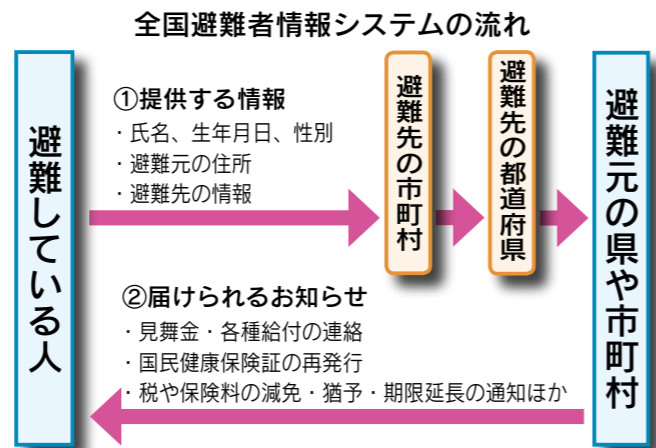 全国避難者情報システムの流れ
避難している人
①提供する情報
・氏名、生年月日、性別
・避難元の住所
・避難先の情報
避難先の市町村
避難先の都道府県
避難元の県や市町村
②届けられるお知らせ
・見舞金・各種給付の連絡
・国民健康保険証の再発行
・税や保険料の減免・猶予・期限延長の通知ほか